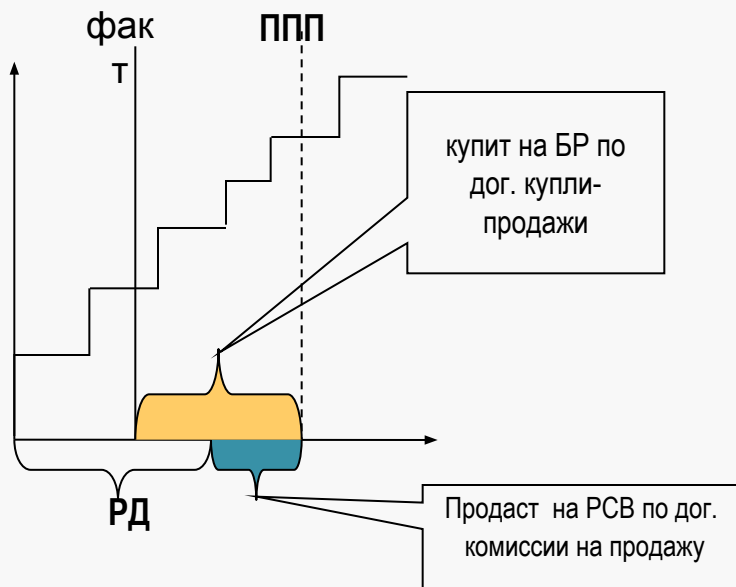 фак
т
ППП
купит на БР по
дог. купли-
продажи
РД
Продаст на РСВ по дог.
комиссии на продажу